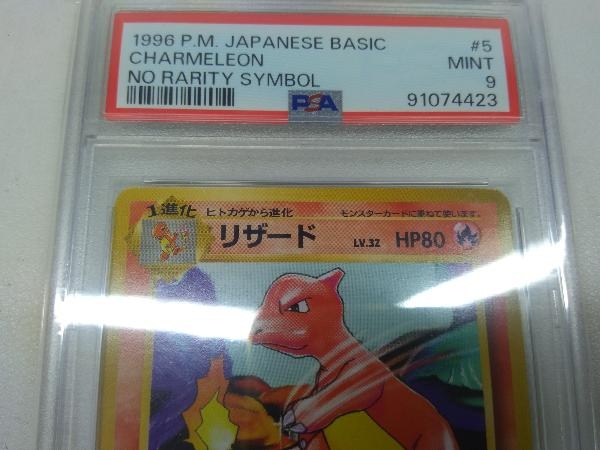 1996 P.M. JAPANESE BASIC #5
CHARMELEON MINT
NO RARITY SYMBOL 9
PSA 91074423
1進化 ヒトカゲから進化 モンスターカードに重ねて使います。
リザード LV.32 HP80